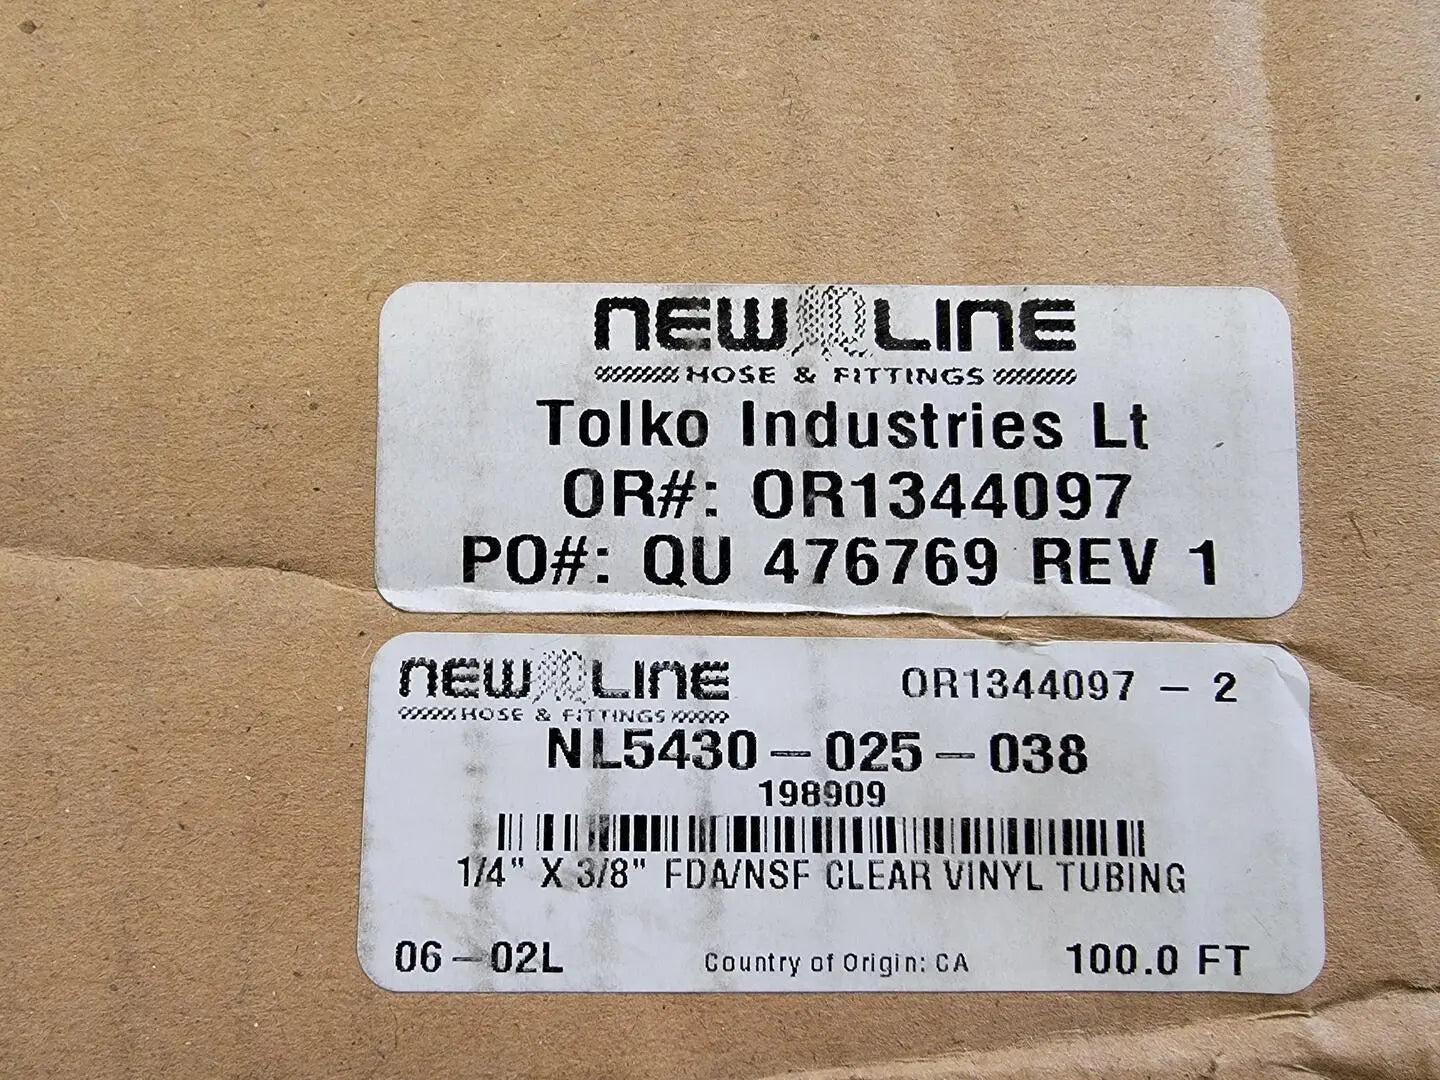 NEW LINE
HOSE & FITTINGS
Tolko Industries Lt
OR#: OR1344097
PO#: QU 476769 REV 1
NEW LINE
HOSE & FITTINGS
OR1344097 - 2
NL5430-025-038
198909
1/4" X 3/8" FDA/NSF CLEAR VINYL TUBING
06-02L
Country of Origin: CA
100.0 FT